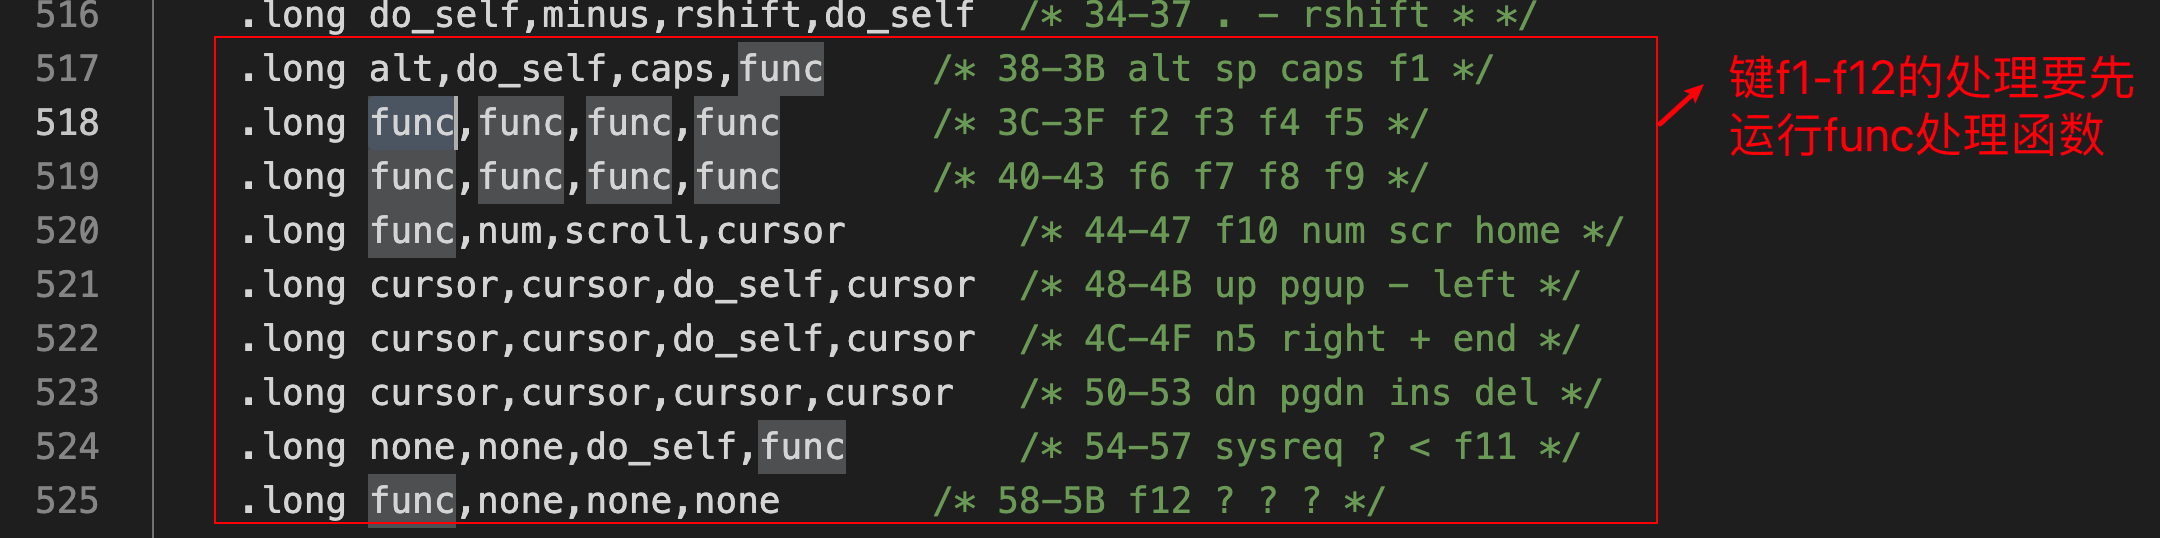 516 .long do_self,minus,rshift,do_self /* 34-37 . - rshift * */
517 .long alt,do_self,caps,func /* 38-3B alt sp caps f1 */
518 .long func,func,func,func /* 3C-3F f2 f3 f4 f5 */
519 .long func,func,func,func /* 40-43 f6 f7 f8 f9 */
520 .long func,num,scroll,cursor /* 44-47 f10 num scr home */
521 .long cursor,cursor,do_self,cursor /* 48-4B up pgup - left */
522 .long cursor,cursor,do_self,cursor /* 4C-4F n5 right + end */
523 .long cursor,cursor,cursor,cursor /* 50-53 dn pgdn ins del */
524 .long none,none,do_self,func /* 54-57 sysreq ? < f11 */
525 .long func,none,none,none /* 58-5B f12 ? ? ? */
键f1-f12的处理要先
运行func处理函数